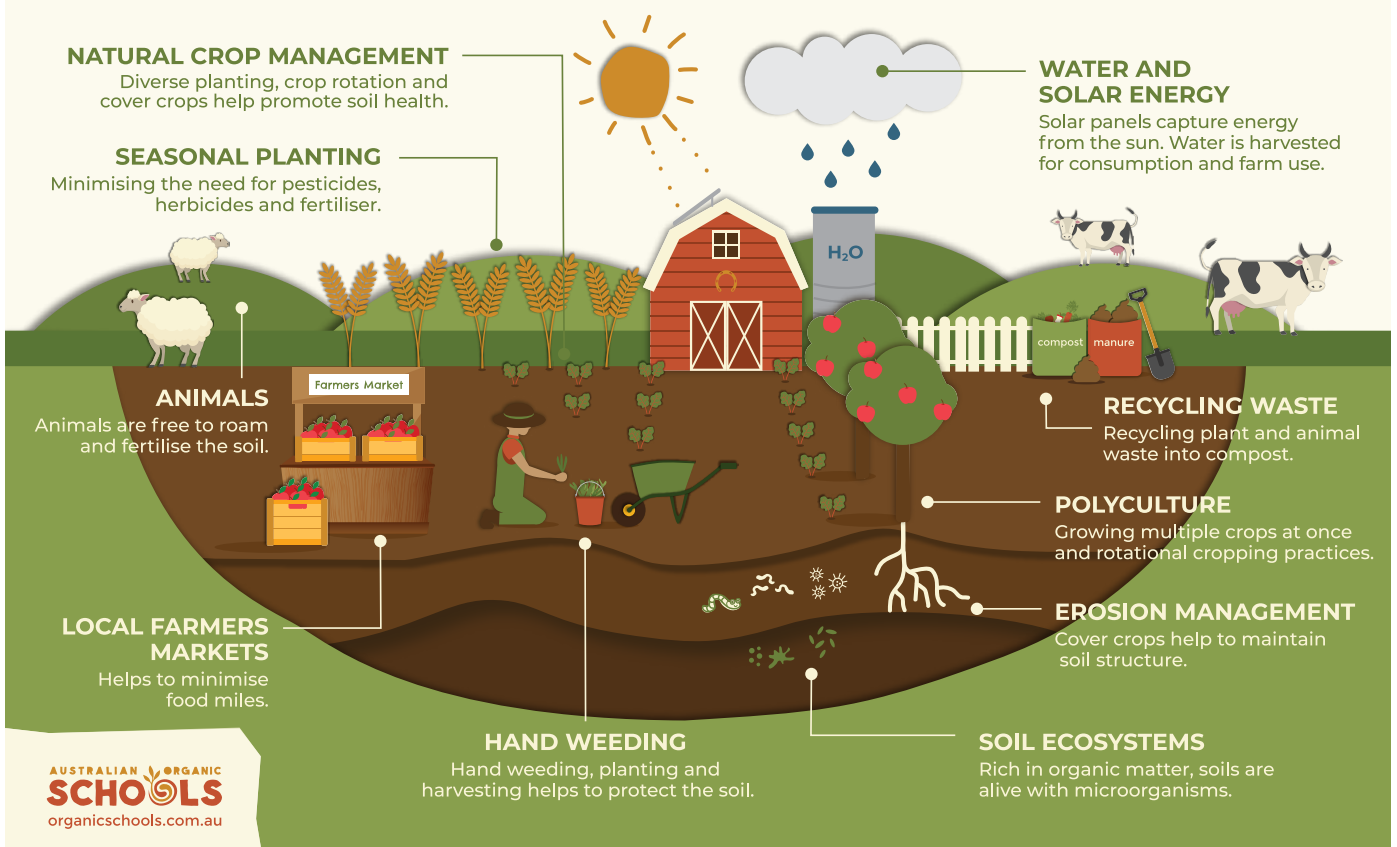 NATURAL CROP MANAGEMENT
Diverse planting, crop rotation and
cover crops help promote soil health.
SEASONAL PLANTING
Minimising the need for pesticides,
herbicides and fertiliser.
WATER AND
SOLAR ENERGY
Solar panels capture energy
from the sun. Water is harvested
for consumption and farm use.
H₂O
compost
manure
Farmers Market
ANIMALS
Animals are free to roam
and fertilise the soil.
RECYCLING WASTE
Recycling plant and animal
waste into compost.
POLYCULTURE
Growing multiple crops at once
and rotational cropping practices.
EROSION MANAGEMENT
Cover crops help to maintain
soil structure.
LOCAL FARMERS
MARKETS
Helps to minimise
food miles.
HAND WEEDING
Hand weeding, planting and
harvesting helps to protect the soil.
SOIL ECOSYSTEMS
Rich in organic matter, soils are
alive with microorganisms.
AUSTRALIAN ORGANIC
SCHOOLS
organicschools.com.au